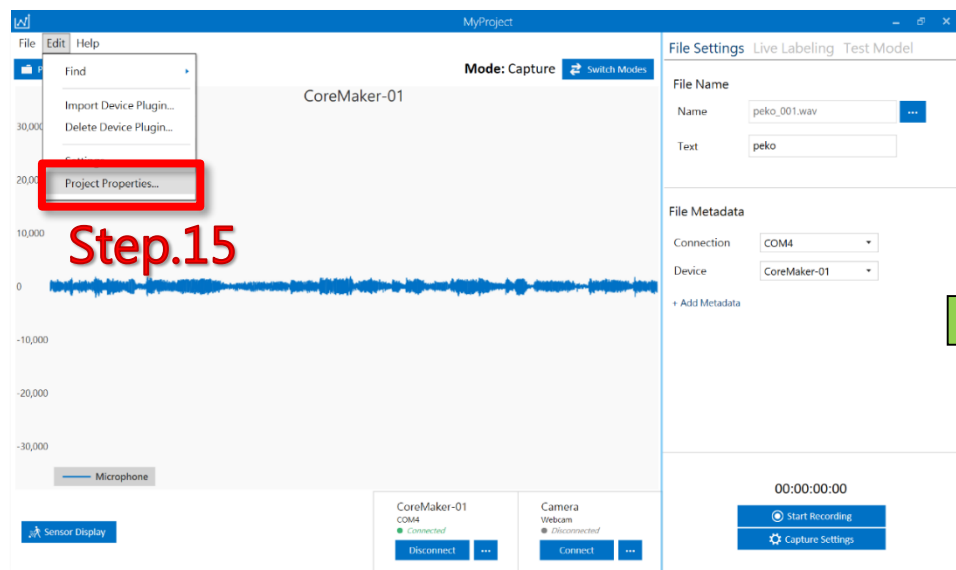 MyProject
File Edit Help
Mode: Capture Switch Modes
Find
Import Device Plugin...
Delete Device Plugin...
Project Properties...
Step.15
CoreMaker-01
30,000
20,000
10,000
0
-10,000
-20,000
-30,000
Microphone
Sensor Display
CoreMaker-01
COM4
Connected
Disconnect ...
Camera
Webcam
Disconnected
Connect ...
File Settings Live Labeling Test Model
File Name
Name peko_001.wav ...
Text peko
File Metadata
Connection COM4
Device CoreMaker-01
+ Add Metadata
00:00:00:00
Start Recording
Capture Settings